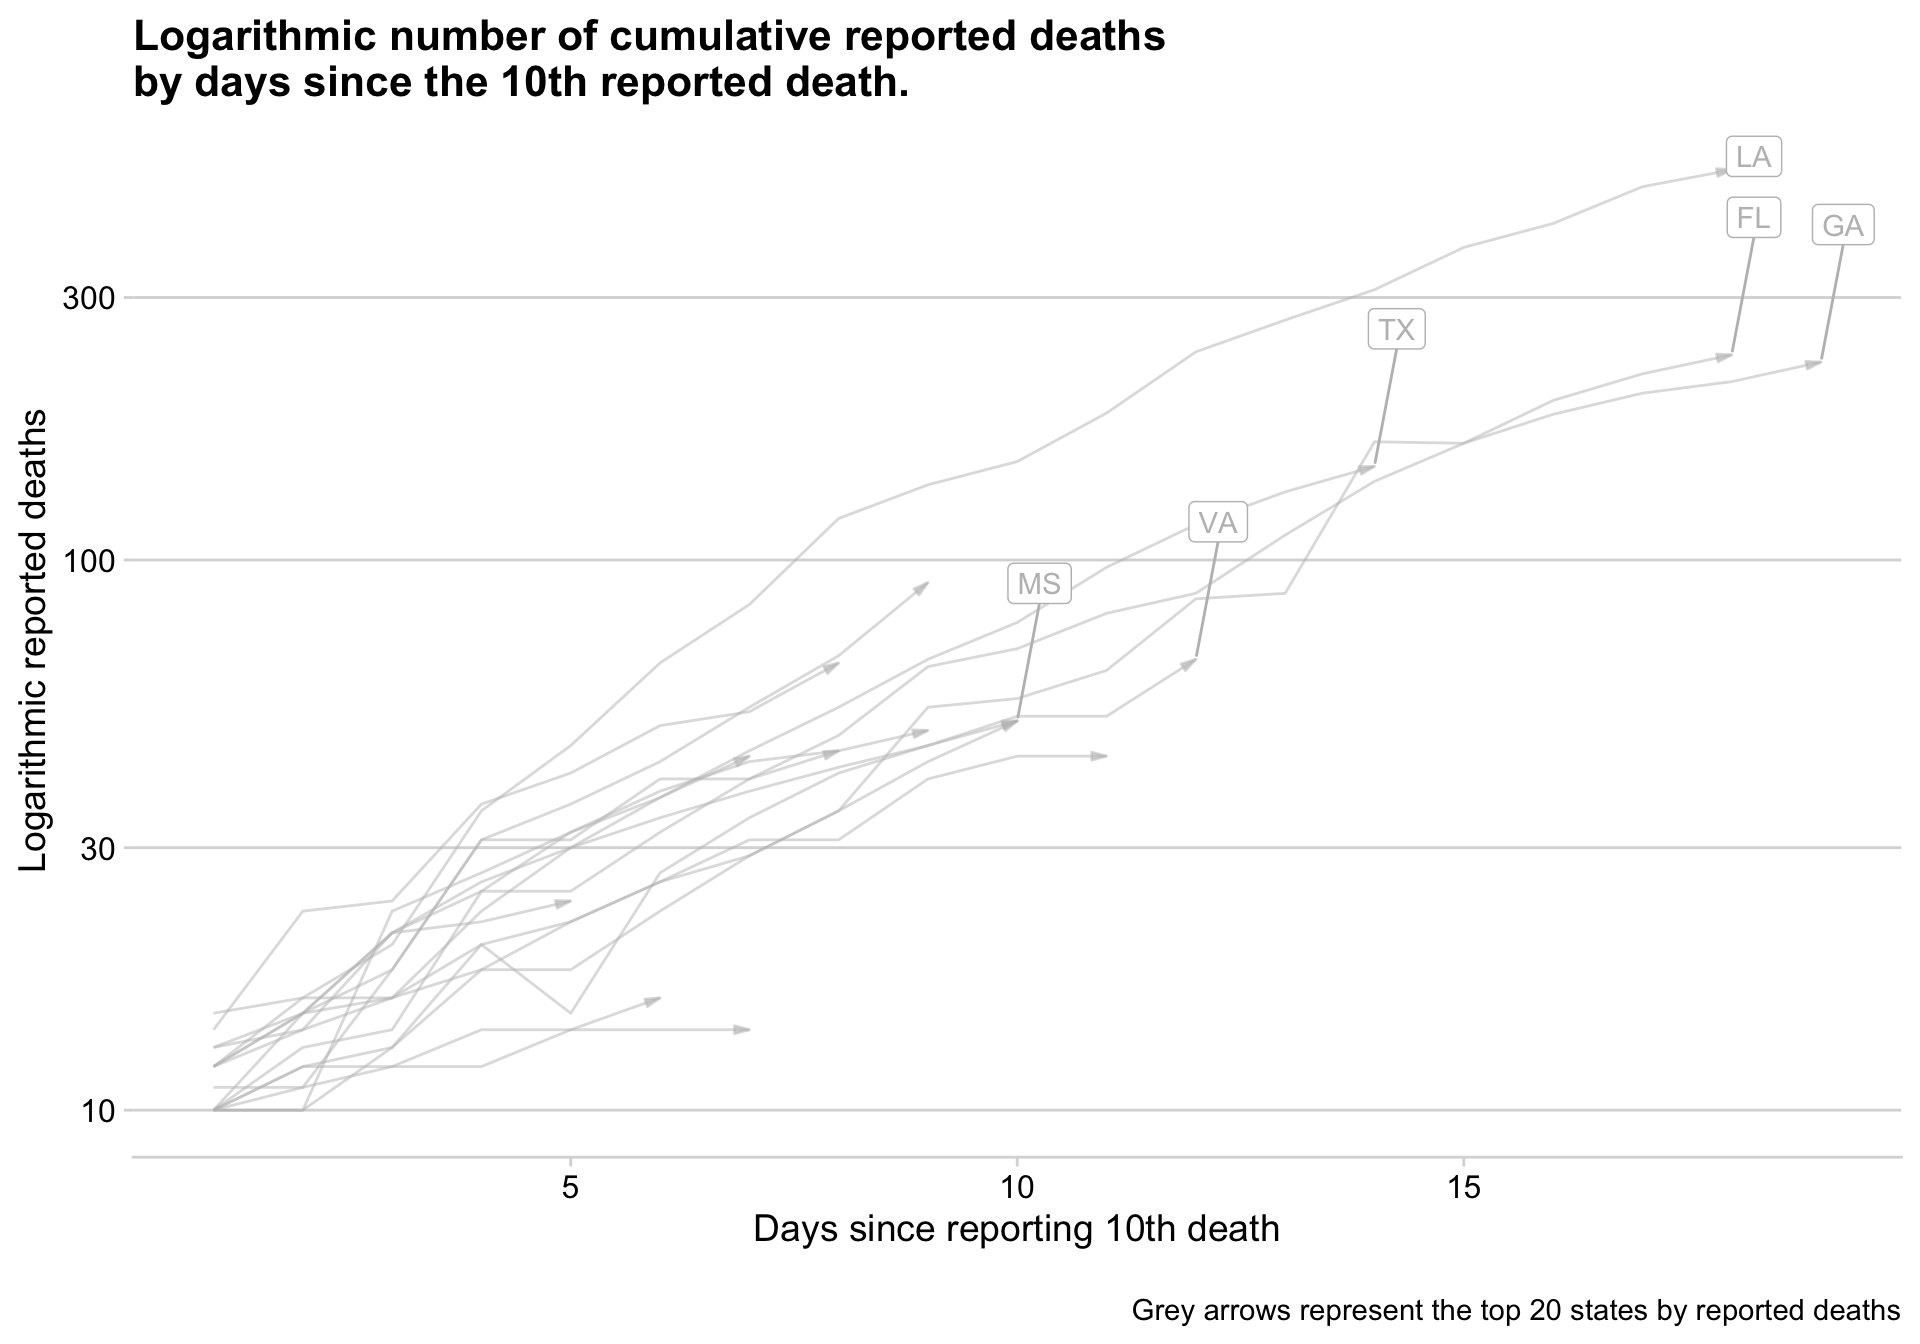 Logarithmic number of cumulative reported deaths
by days since the 10th reported death.
LA
FL
GA
300
TX
VA
100
MS
Logarithmic reported deaths
30
10
5
10
15
Days since reporting 10th death
Grey arrows represent the top 20 states by reported deaths